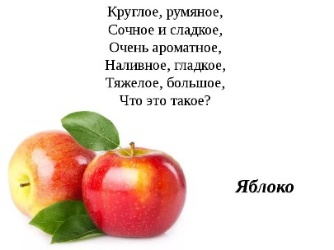 Круглое, румяное,
Сочное и сладкое,
Очень ароматное,
Наливное, гладкое,
Тяжелое, большое,
Что это такое?
Яблоко